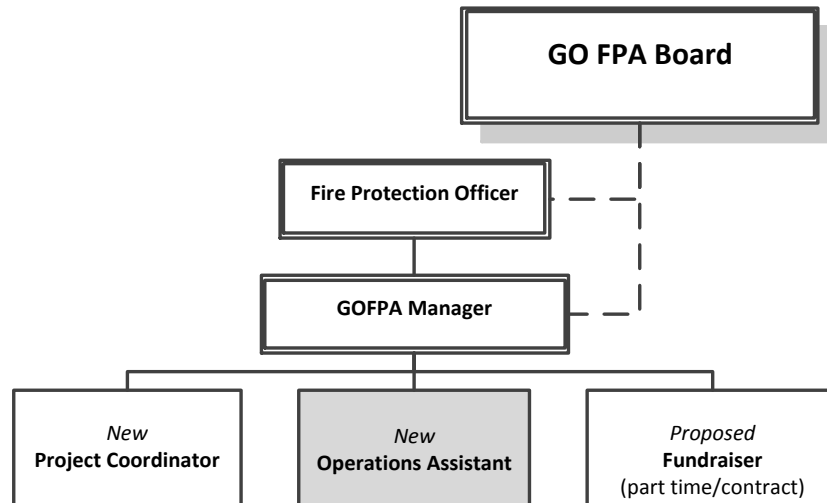 GO FPA Board
Fire Protection Officer
GOFPA Manager
New
Project Coordinator
New
Operations Assistant
Proposed
Fundraiser
(part time/contract)